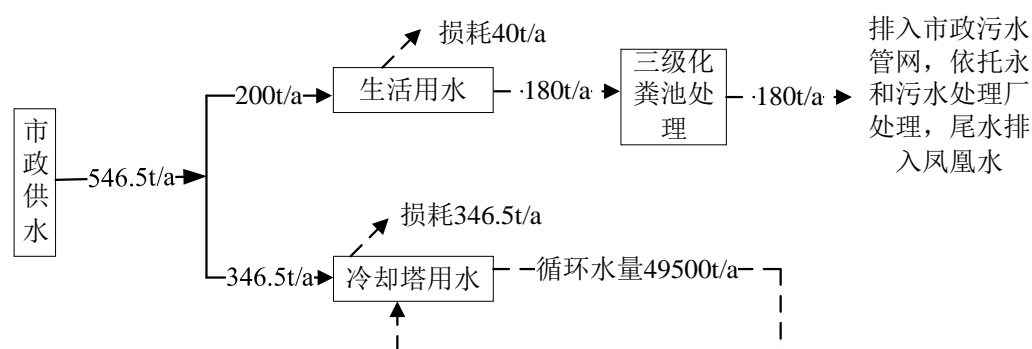 损耗40t/a
排入市政污水
管网，依托永
和污水处理厂
处理，尾水排
入凤凰水
200t/a
生活用水
180t/a
三级化
粪池处
理
180t/a
市
政
供
水
546.5t/a
损耗346.5t/a
346.5t/a
冷却塔用水
循环水量49500t/a